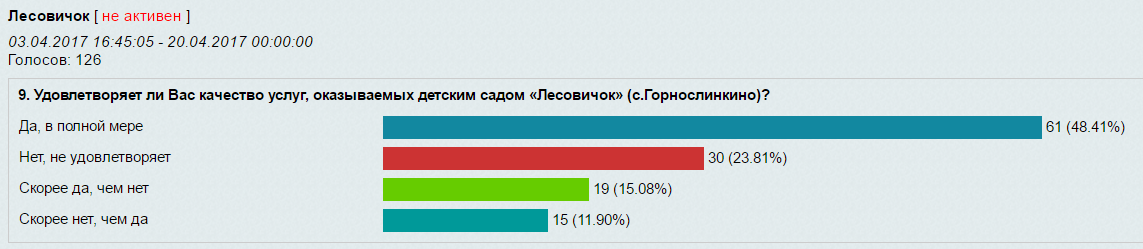 Лесовичок [ не активен ]
03.04.2017 16:45:05 - 20.04.2017 00:00:00
Голосов: 126
9. Удовлетворяет ли Вас качество услуг, оказываемых детским садом «Лесовичок» (с.Горнослинкино)?
Да, в полной мере 61 (48.41%)
Нет, не удовлетворяет 30 (23.81%)
Скорее да, чем нет 19 (15.08%)
Скорее нет, чем да 15 (11.90%)